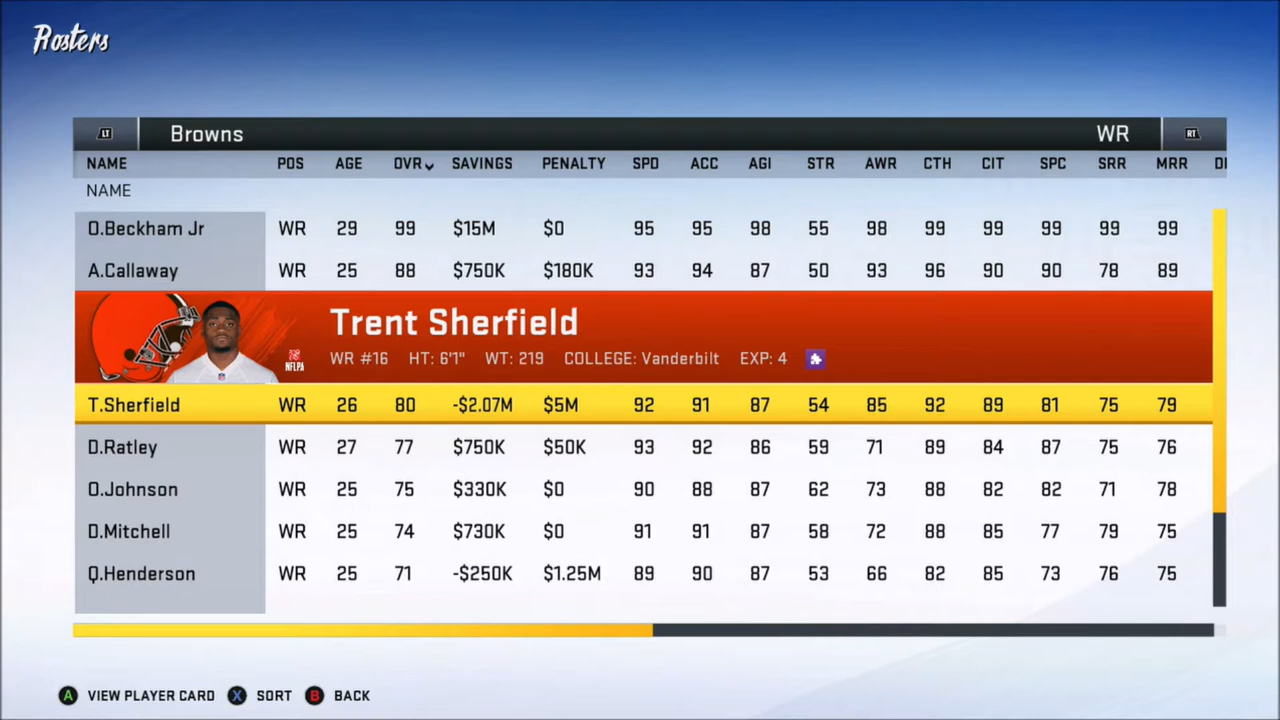 Rosters
LT Browns WR RT
NAME POS AGE OVR SAVINGS PENALTY SPD ACC AGI STR AWR CTH CIT SPC SRR MRR
NAME
O.Beckham Jr WR 29 99 $15M $0 95 95 98 55 98 99 99 99 99 99
A.Callaway WR 25 88 $750K $180K 93 94 87 50 93 96 90 90 78 89
Trent Sherfield
NFLPA WR #16 HT: 6'1" WT: 219 COLLEGE: Vanderbilt EXP: 4
T.Sherfield WR 26 80 -$2.07M $5M 92 91 87 54 85 92 89 81 75 79
D.Ratley WR 27 77 $750K $50K 93 92 86 59 71 89 84 87 75 76
O.Johnson WR 25 75 $330K $0 90 88 87 62 73 88 82 82 71 78
D.Mitchell WR 25 74 $730K $0 91 91 87 58 72 88 85 77 79 75
Q.Henderson WR 25 71 -$250K $1.25M 89 90 87 53 66 82 85 73 76 75
A VIEW PLAYER CARD X SORT B BACK